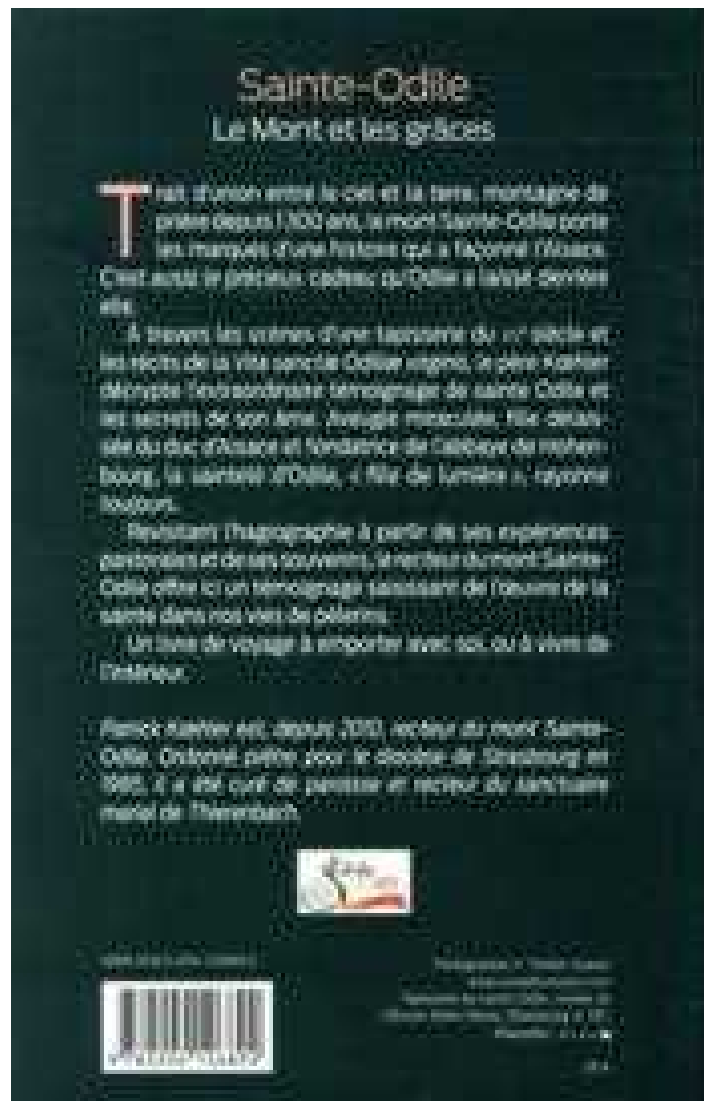 Sainte-Odile
Le Mont et les grâces
Trait d'union entre le ciel et la terre, montagne de
prière depuis 1300 ans, le mont Sainte-Odile porte
les marques d'une histoire qui a façonné l'Alsace.
C'est aussi le précieux cadeau qu'Odile a laissé derrière
elle.
À travers les scènes d'une tapisserie du siècle et
les récits de la Vita sanctae Odiliae virginis, le père Kœhler
décrypte l'extraordinaire témoignage de sainte Odile et
les secrets de son âme. Aveugle miraculée, fille délais-
sée du duc d'Alsace et fondatrice de l'abbaye de Hohen-
bourg, la sainteté d'Odile, « fille de lumière », rayonne
toujours.
Revisitant l'hagiographie à partir de ses expériences
pastorales et de ses souvenirs, le recteur du mont Sainte-
Odile offre ici un témoignage saisissant de l'œuvre de la
sainte dans nos vies de pèlerins.
Un livre de voyage à emporter avec soi, ou à vivre de
l'intérieur.
Patrick Kœhler est, depuis 2010, recteur du mont Sainte-
Odile. Ordonné prêtre pour le diocèse de Strasbourg en
il a été curé de paroisse et recteur du sanctuaire
marial de Thierenbach.